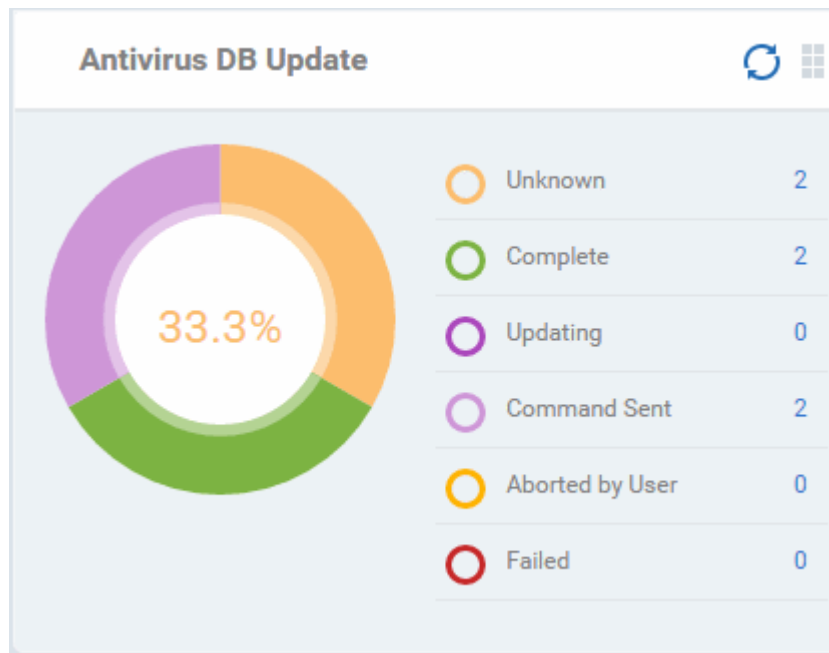 Antivirus DB Update
33.3%
Unknown 2
Complete 2
Updating 0
Command Sent 2
Aborted by User 0
Failed 0